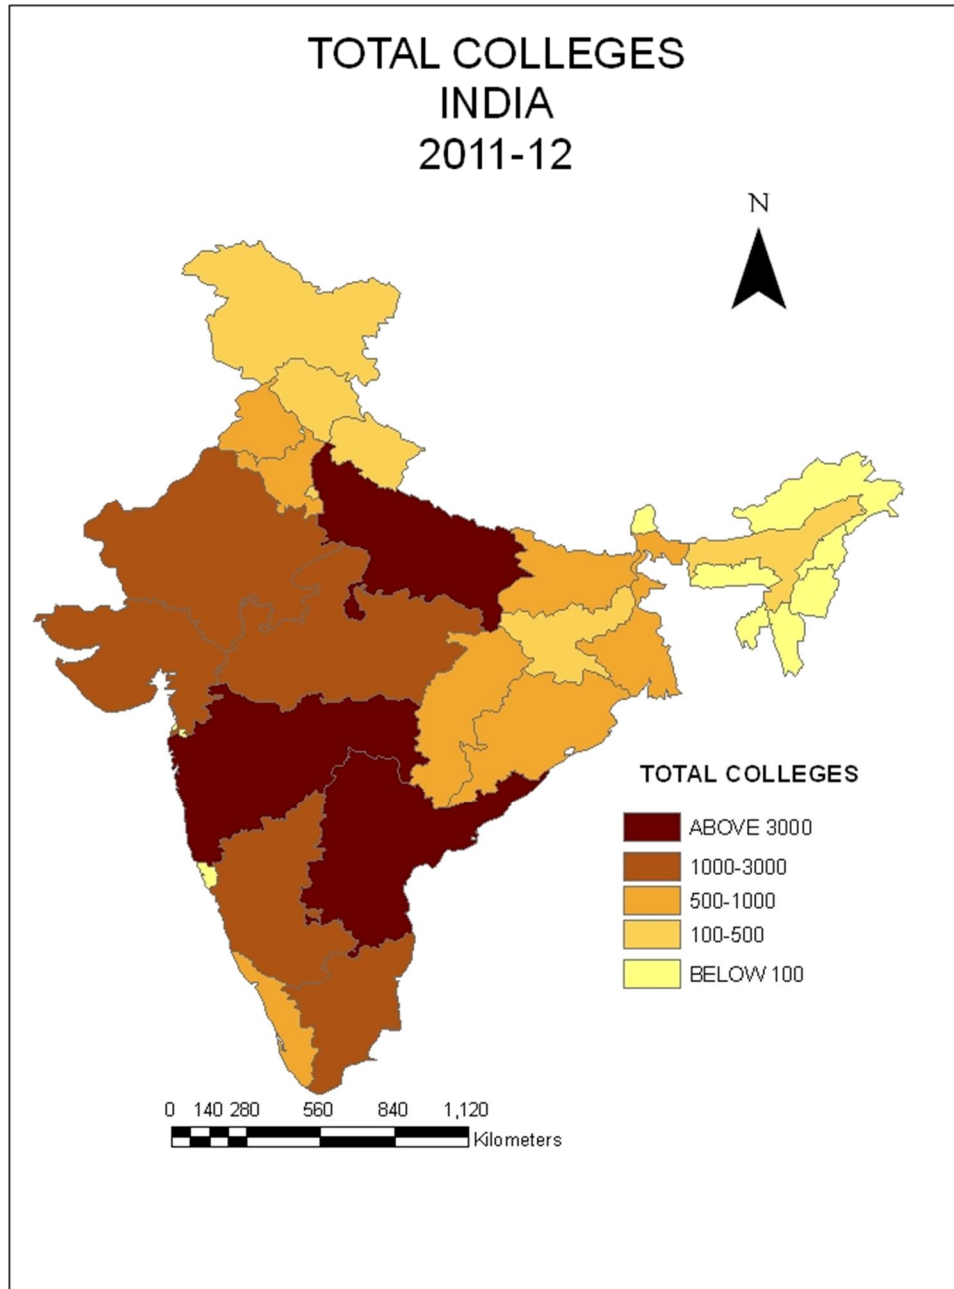 TOTAL COLLEGES
INDIA
2011-12
N
TOTAL COLLEGES
ABOVE 3000
1000-3000
500-1000
100-500
BELOW 100
0 140 280 560 840 1,120
Kilometers